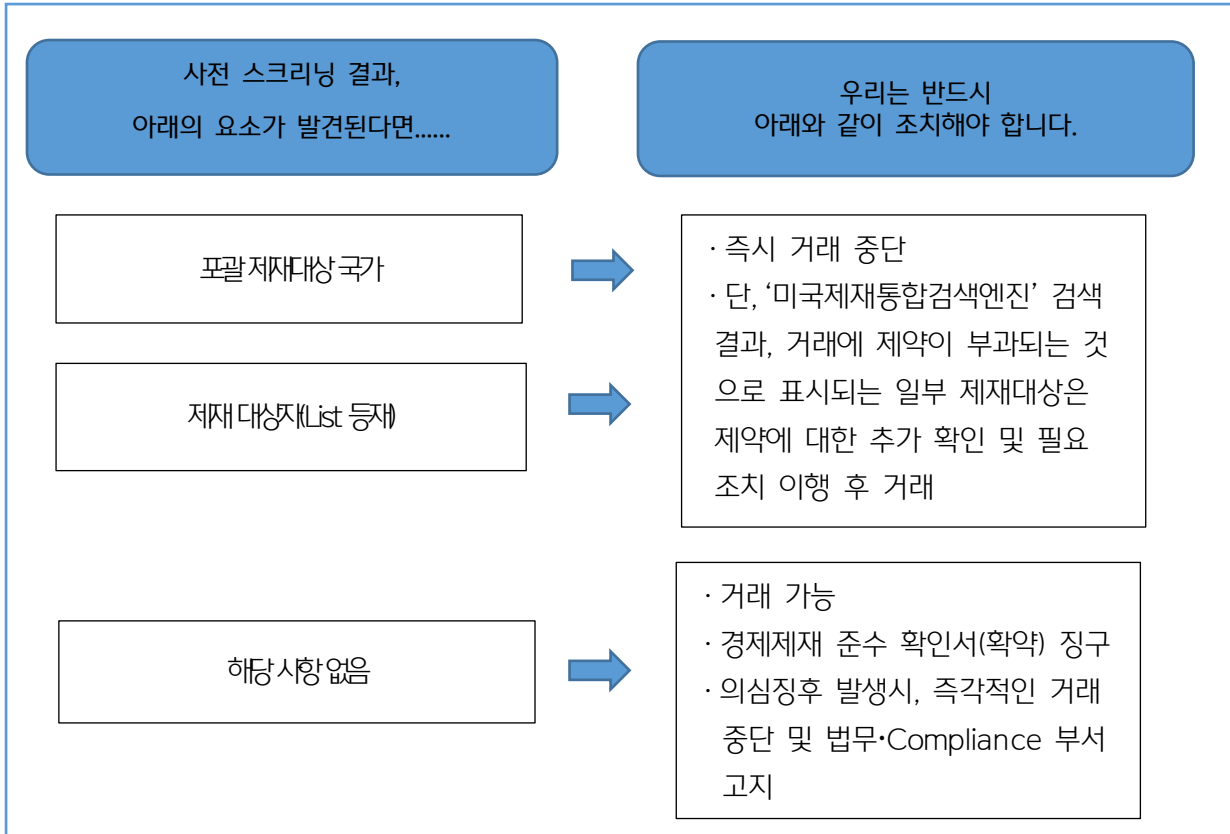 사전 스크리닝 결과,
아래의 요소가 발견된다면......
우리는 반드시
아래와 같이 조치해야 합니다.
포괄 제재대상 국가
제재 대상자(List 등재)
· 즉시 거래 중단
· 단, ‘미국제재통합검색엔진’ 검색
결과, 거래에 제약이 부과되는 것
으로 표시되는 일부 제재대상은
제약에 대한 추가 확인 및 필요
조치 이행 후 거래
해당 사항 없음
· 거래 가능
· 경제제재 준수 확인서(확약) 징구
· 의심징후 발생시, 즉각적인 거래
중단 및 법무•Compliance 부서
고지